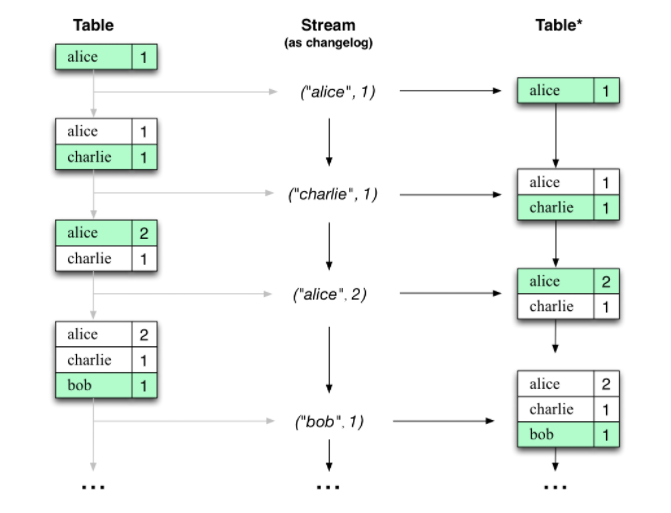 Table
Stream
(as changelog)
Table*
alice 1
("alice", 1)
alice 1
alice 1
charlie 1
("charlie", 1)
alice 1
charlie 1
alice 2
charlie 1
("alice". 2)
alice 2
charlie 1
alice 2
charlie 1
bob 1
("bob". 1)
alice 2
charlie 1
bob 1
...
...
...